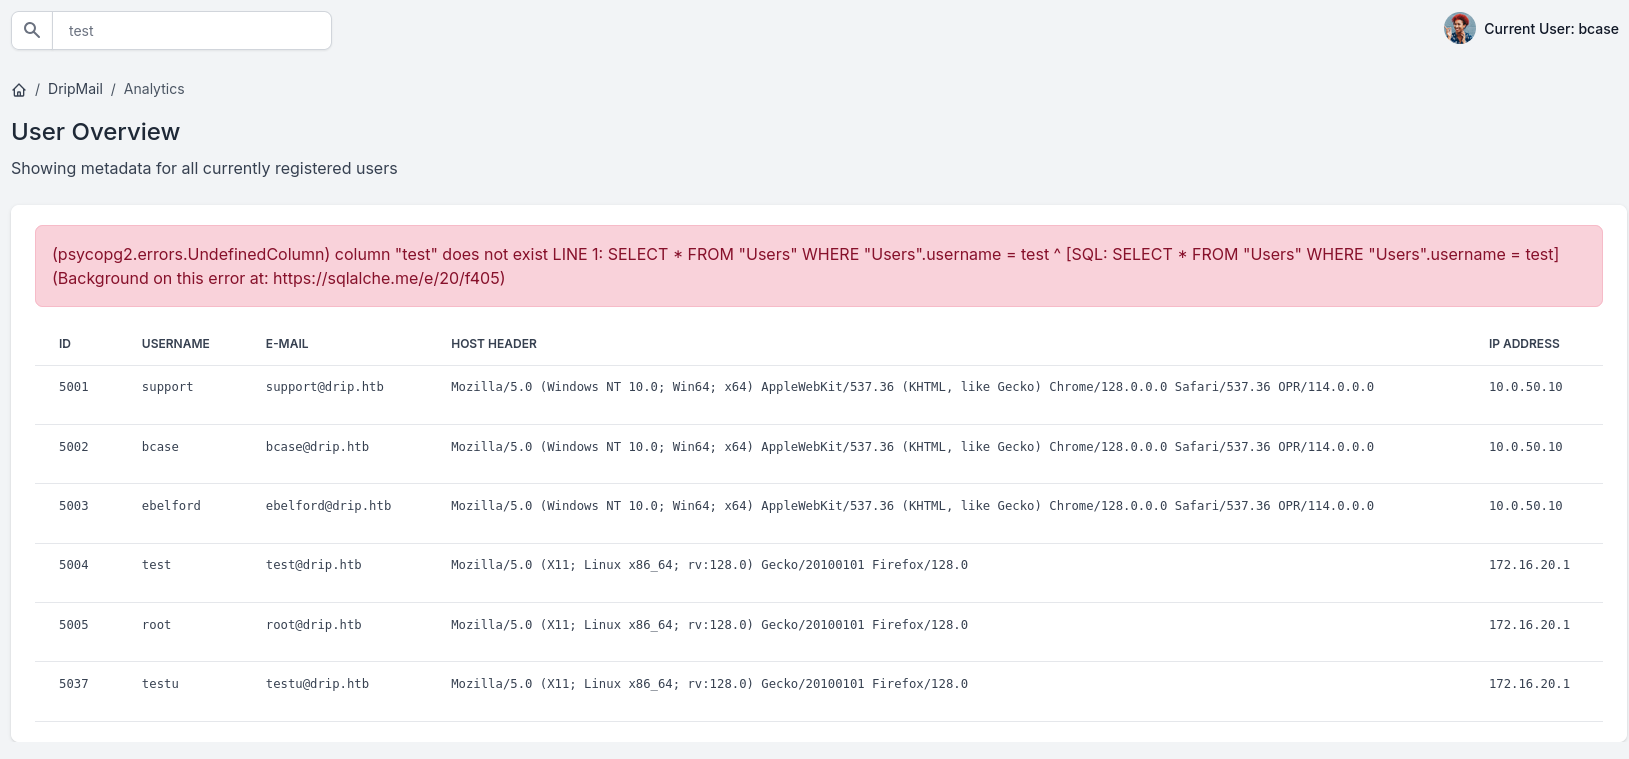 test
Current User: bcase
/ DripMail / Analytics
User Overview
Showing metadata for all currently registered users
(psycopg2.errors.UndefinedColumn) column "test" does not exist LINE 1: SELECT * FROM "Users" WHERE "Users".username = test ^ [SQL: SELECT * FROM "Users" WHERE "Users".username = test]
(Background on this error at: https://sqlalche.me/e/20/f405)
ID USERNAME E-MAIL HOST HEADER IP ADDRESS
5001 support support@drip.htb Mozilla/5.0 (Windows NT 10.0; Win64; x64) AppleWebKit/537.36 (KHTML, like Gecko) Chrome/128.0.0.0 Safari/537.36 OPR/114.0.0.0 10.0.50.10
5002 bcase bcase@drip.htb Mozilla/5.0 (Windows NT 10.0; Win64; x64) AppleWebKit/537.36 (KHTML, like Gecko) Chrome/128.0.0.0 Safari/537.36 OPR/114.0.0.0 10.0.50.10
5003 ebelford ebelford@drip.htb Mozilla/5.0 (Windows NT 10.0; Win64; x64) AppleWebKit/537.36 (KHTML, like Gecko) Chrome/128.0.0.0 Safari/537.36 OPR/114.0.0.0 10.0.50.10
5004 test test@drip.htb Mozilla/5.0 (X11; Linux x86_64; rv:128.0) Gecko/20100101 Firefox/128.0 172.16.20.1
5005 root root@drip.htb Mozilla/5.0 (X11; Linux x86_64; rv:128.0) Gecko/20100101 Firefox/128.0 172.16.20.1
5037 testu testu@drip.htb Mozilla/5.0 (X11; Linux x86_64; rv:128.0) Gecko/20100101 Firefox/128.0 172.16.20.1